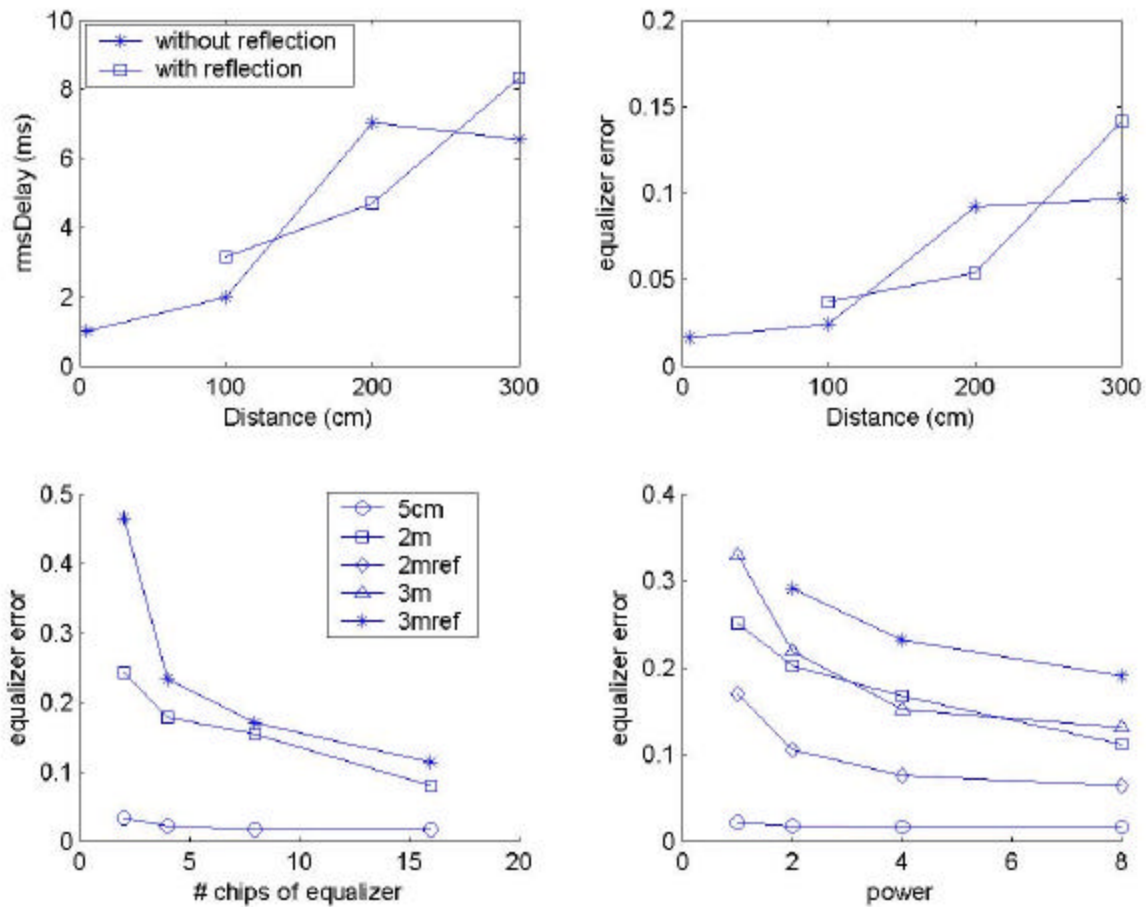 10
8
6
4
2
0
rmsDelay (ms)
without reflection
with reflection
0 100 200 300
Distance (cm)
0.2
0.15
0.1
0.05
0
equalizer error
0 100 200 300
Distance (cm)
0.5
0.4
0.3
0.2
0.1
0
equalizer error
5cm
2m
2mref
3m
3mref
0 5 10 15 20
# chips of equalizer
0.4
0.3
0.2
0.1
0
equalizer error
0 2 4 6 8
power